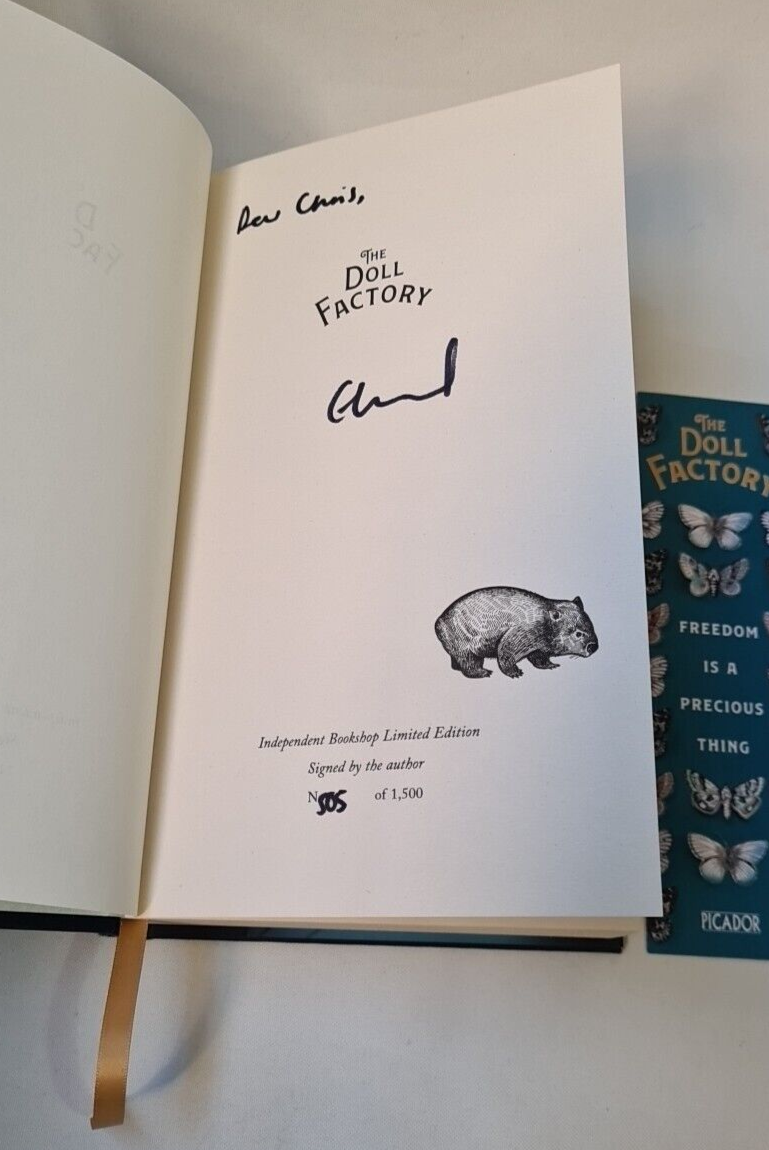 Dear Chris,
THE
DOLL
FACTORY
Independent Bookshop Limited Edition
Signed by the author
N 505 of 1,500
THE
DOLL
FACTORY
FREEDOM
IS A
PRECIOUS
THING
PICADOR